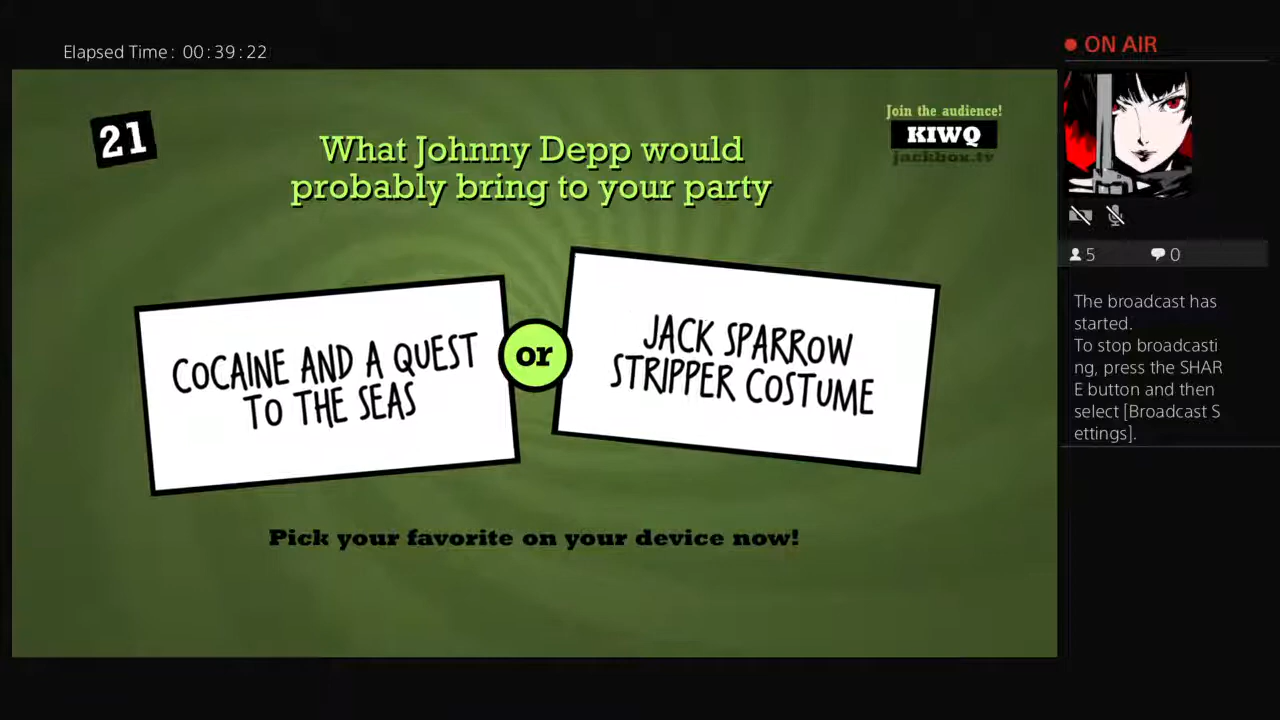 Elapsed Time: 00:39:22
ON AIR
21
What Johnny Depp would
probably bring to your party
Join the audience!
KIWQ
jackbox.tv
COCAINE AND A QUEST
TO THE SEAS
or
JACK SPARROW
STRIPPER COSTUME
Pick your favorite on your device now!
5
0
The broadcast has
started.
To stop broadcasti
ng, press the SHAR
E button and then
select [Broadcast S
ettings].